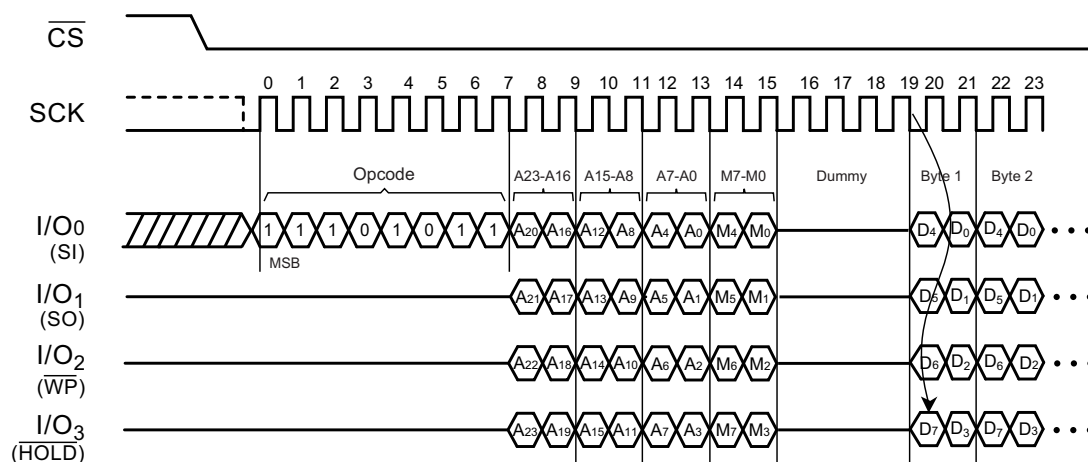 CS
0 1 2 3 4 5 6 7 8 9 10 11 12 13 14 15 16 17 18 19 20 21 22 23
SCK
Opcode A23-A16 A15-A8 A7-A0 M7-M0 Dummy Byte 1 Byte 2
I/O0 1 1 1 0 1 0 1 1 A20 A16 A12 A8 A4 A0 M4 M0 D4 D0 D4 D0
(SI)
MSB
I/O1 A21 A17 A13 A9 A5 A1 M5 M1 D5 D1 D5 D1
(SO)
I/O2 A22 A18 A14 A10 A6 A2 M6 M2 D6 D2 D6 D2
(WP)
I/O3 A23 A19 A15 A11 A7 A3 M7 M3 D7 D3 D7 D3
(HOLD)